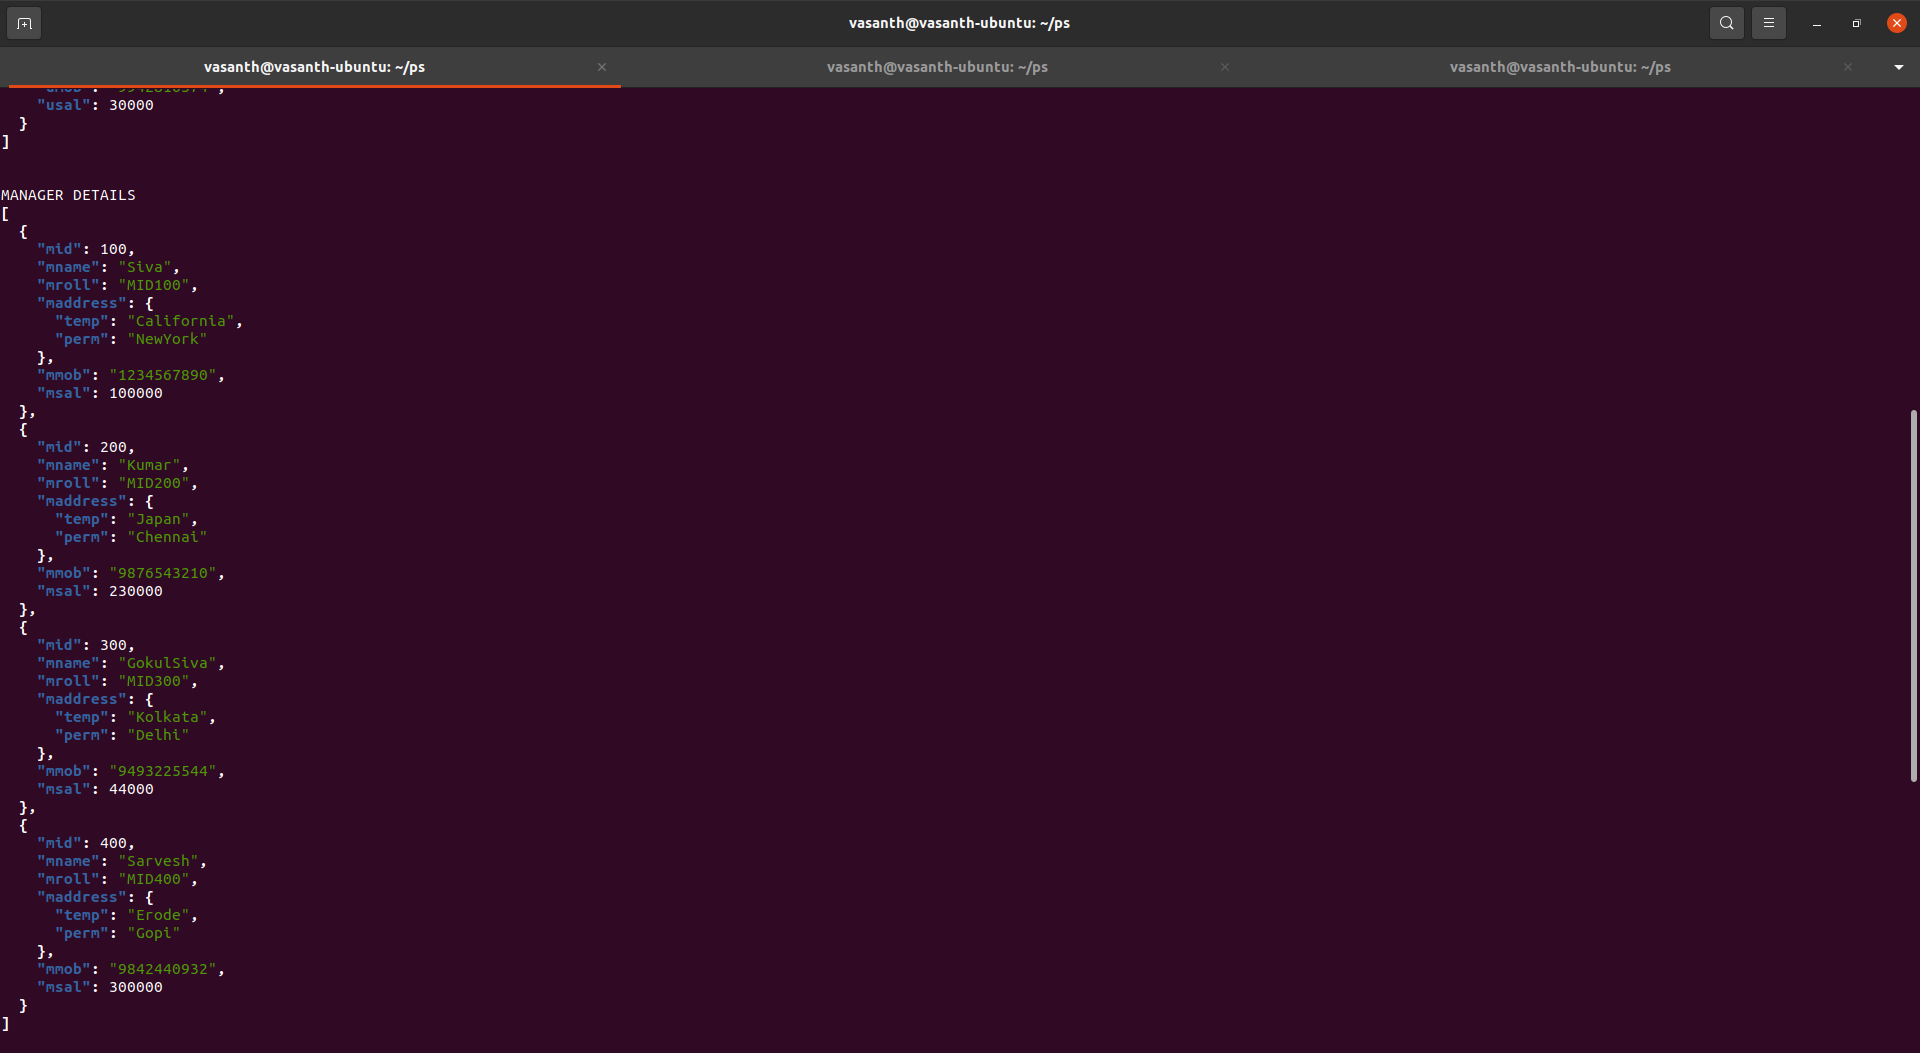 vasanth@vasanth-ubuntu: ~/ps
vasanth@vasanth-ubuntu: ~/ps
vasanth@vasanth-ubuntu: ~/ps
vasanth@vasanth-ubuntu: ~/ps
"usal": 30000
}
]
MANAGER DETAILS
[
{
"mid": 100,
"mname": "Siva",
"mroll": "MID100",
"maddress": {
"temp": "California",
"perm": "NewYork"
},
"mmob": "1234567890",
"msal": 100000
},
{
"mid": 200,
"mname": "Kumar",
"mroll": "MID200",
"maddress": {
"temp": "Japan",
"perm": "Chennai"
},
"mmob": "9876543210",
"msal": 230000
},
{
"mid": 300,
"mname": "GokulSiva",
"mroll": "MID300",
"maddress": {
"temp": "Kolkata",
"perm": "Delhi"
},
"mmob": "9493225544",
"msal": 44000
},
{
"mid": 400,
"mname": "Sarvesh",
"mroll": "MID400",
"maddress": {
"temp": "Erode",
"perm": "Gopi"
},
"mmob": "9842440932",
"msal": 300000
}
]